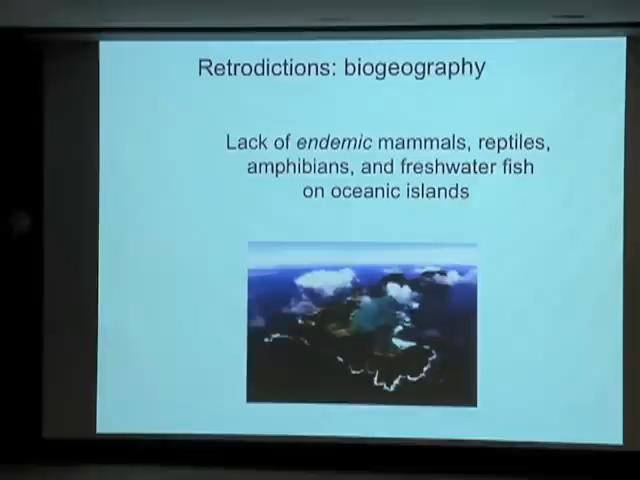 Retrodictions: biogeography
Lack of endemic mammals, reptiles,
amphibians, and freshwater fish
on oceanic islands